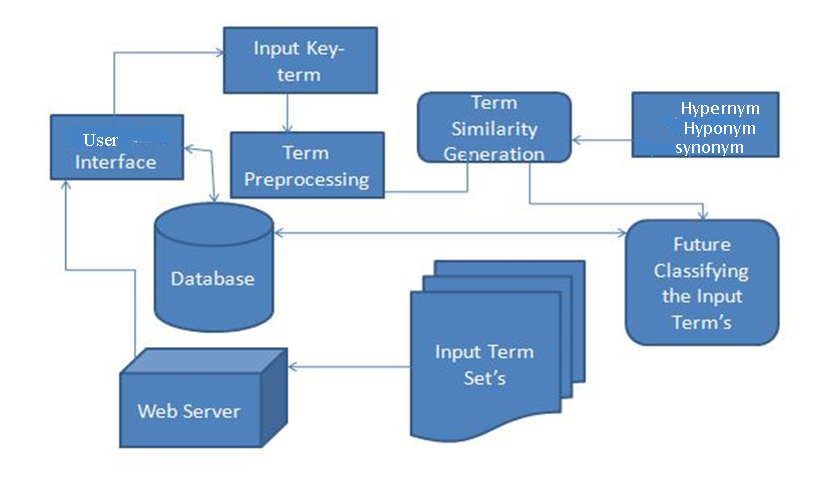 Input Key-
term
User
Interface
Term
Preprocessing
Term
Similarity
Generation
Hypernym
Hyponym
synonym
Database
Future
Classifying
the Input
Term's
Input Term
Set's
Web Server